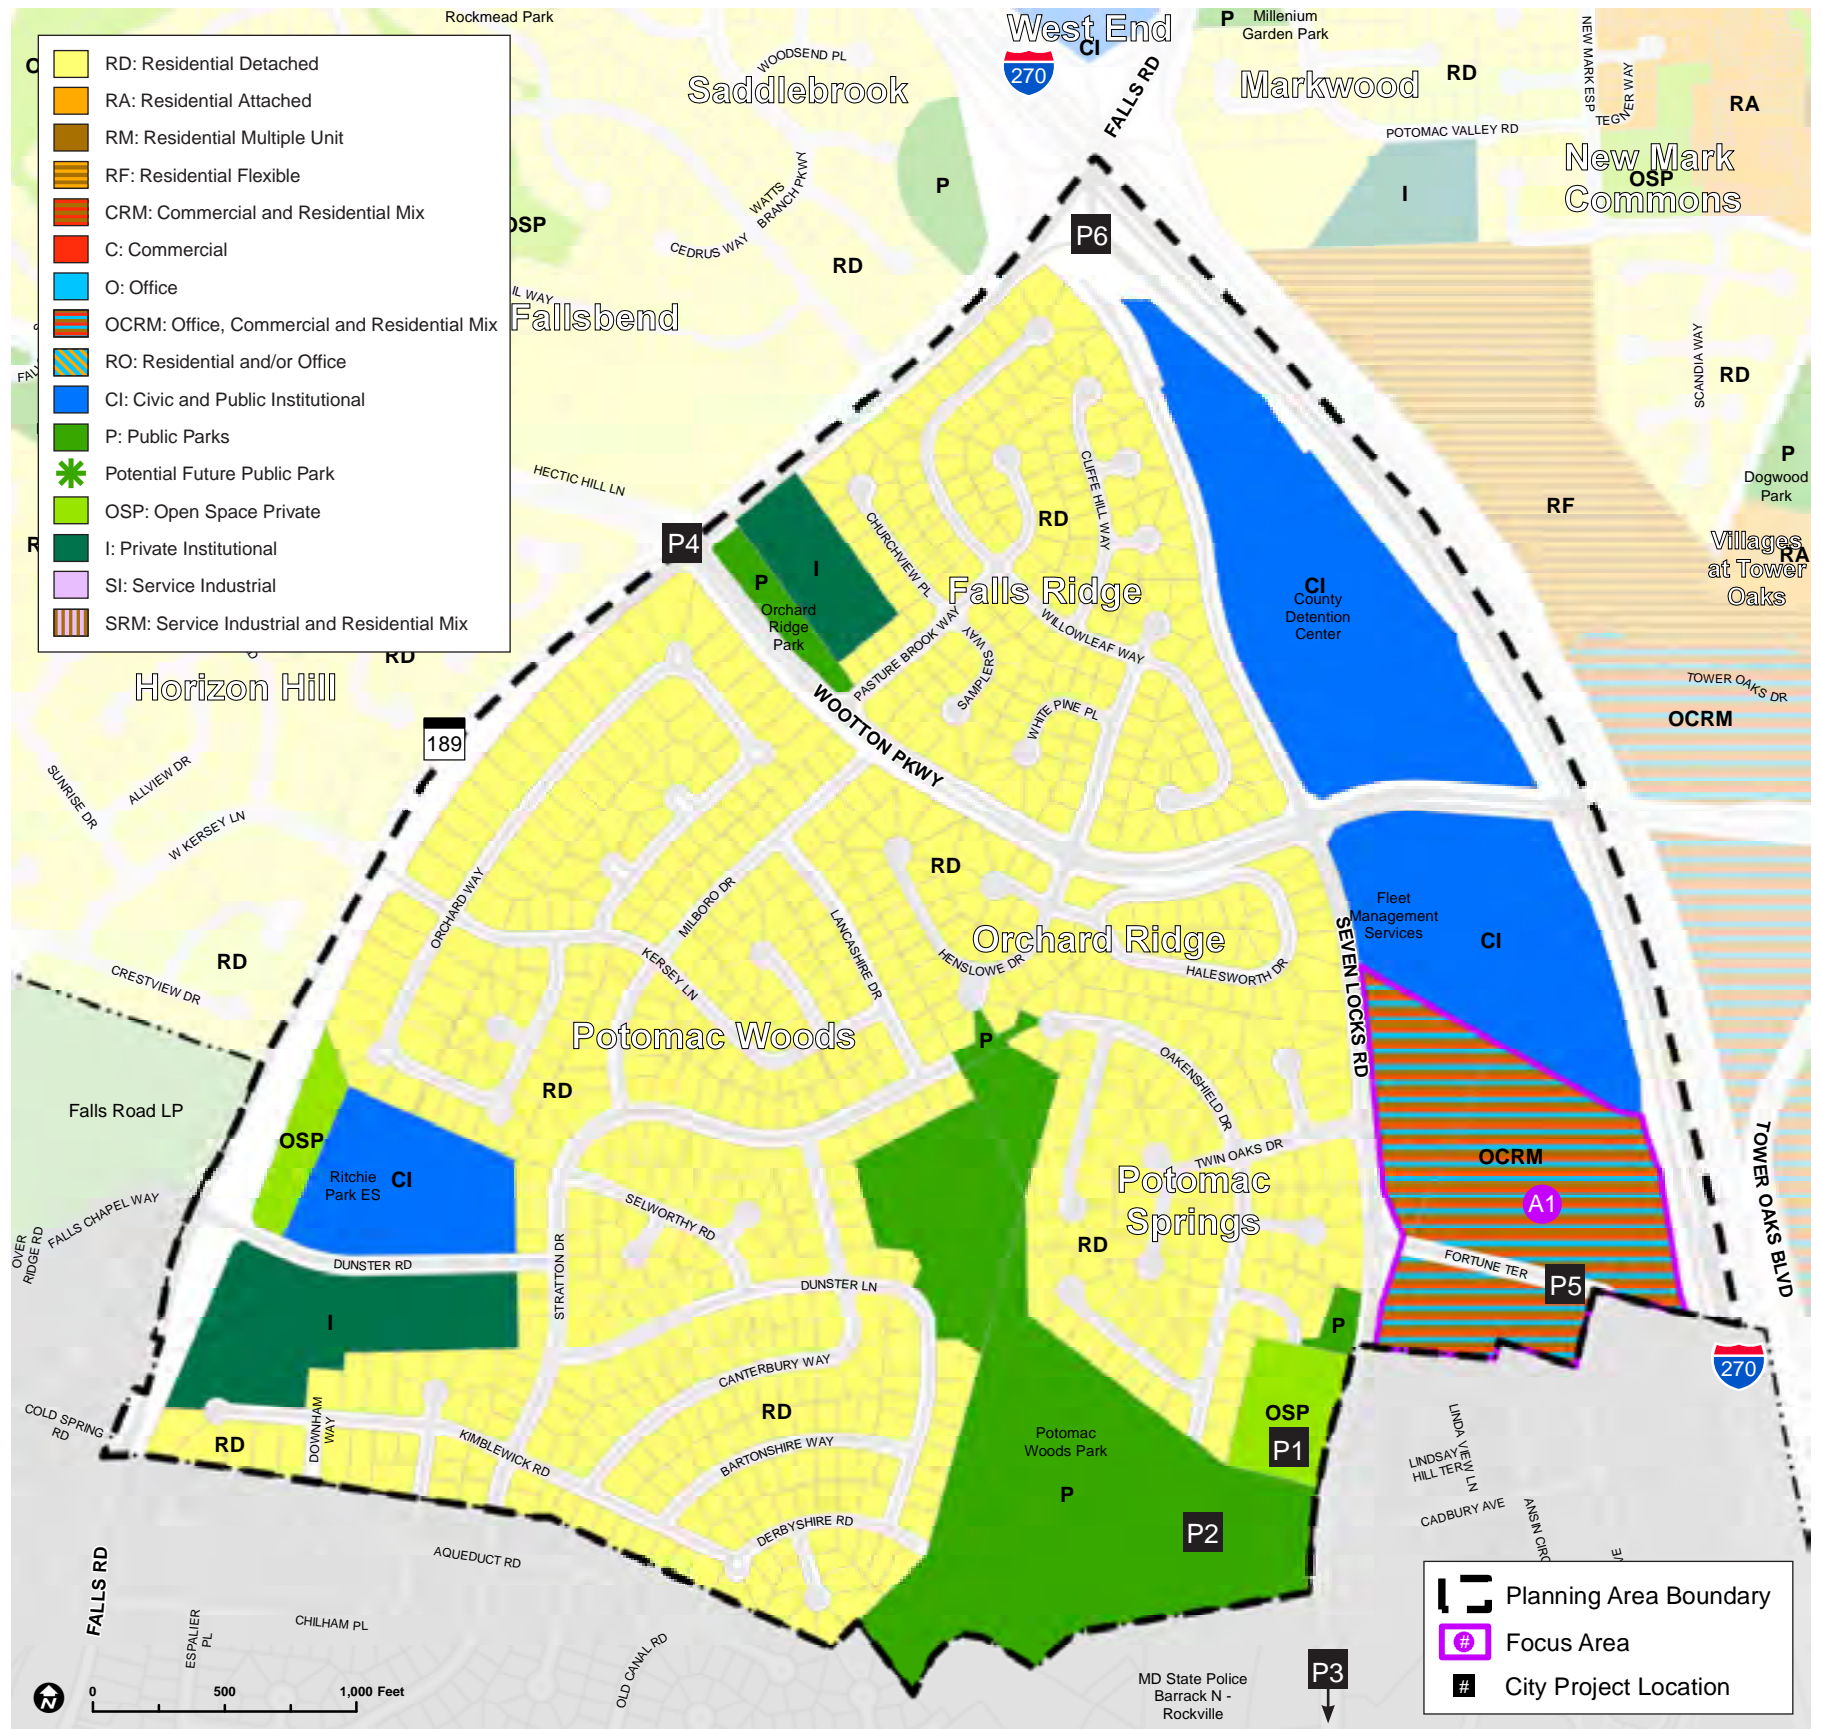 Rockmead Park
West End
CI
P
Millenium
Garden Park
270
FALLS RD
WOODSEND PL
Saddlebrook
Markwood
RD
NEW MARK ESP
TEGNER WAY
RA
POTOMAC VALLEY RD
New Mark
Commons
OSP
I
P
WATTS
BRANCH PKWY
CEDRUS WAY
RD
OSP
IL WAY
Fallsbend
RD: Residential Detached
RA: Residential Attached
RM: Residential Multiple Unit
RF: Residential Flexible
CRM: Commercial and Residential Mix
C: Commercial
O: Office
OCRM: Office, Commercial and Residential Mix
RO: Residential and/or Office
CI: Civic and Public Institutional
P: Public Parks
Potential Future Public Park
OSP: Open Space Private
I: Private Institutional
SI: Service Industrial
SRM: Service Industrial and Residential Mix
P6
SCANDIA WAY
RD
P
Dogwood
Park
RF
Villages
at Tower
Oaks
RA
TOWER OAKS DR
OCRM
HECTIC HILL LN
P4
P
Orchard
Ridge
Park
I
CHURCHVIEW PL
CLIFFE HILL WAY
RD
Falls Ridge
PASTURE BROOK WAY
SAMPLERS WAY
WILLOWLEAF WAY
WHITE PINE PL
CI
County
Detention
Center
RD
Horizon Hill
189
WOOTTON PKWY
SUNRISE DR
ALLVIEW DR
W KERSEY LN
ORCHARD WAY
MILBORO DR
KERSEY LN
LANCASHIRE DR
RD
Orchard Ridge
HENSLOWE DR
HALESWORTH DR
SEVEN LOCKS RD
Fleet
Management
Services
CI
RD
CRESTVIEW DR
Potomac Woods
RD
P
OAKENSHIELD DR
TWIN OAKS DR
Potomac
Springs
RD
OCRM
A1
FORTUNE TER
P5
TOWER OAKS BLVD
270
Falls Road LP
OSP
Ritchie
Park ES
CI
FALLS CHAPEL WAY
OVER
RIDGE RD
DUNSTER RD
STRATTON DR
SELWORTHY RD
DUNSTER LN
I
CANTERBURY WAY
RD
BARTONSHIRE WAY
DERBYSHIRE RD
KIMBLEWICK RD
DOWNHAM
WAY
RD
COLD SPRING
RD
P
OSP
P1
Potomac
Woods Park
P
P2
LINDA VIEW LN
LINDSAY
HILL TER
CADBURY AVE
ANSIN CIRC
VE
FALLS RD
AQUEDUCT RD
ESPALIER
PL
CHILHAM PL
OLD CANAL RD
MD State Police
Barrack N -
Rockville
P3
N
0 500 1,000 Feet
Planning Area Boundary
# Focus Area
# City Project Location